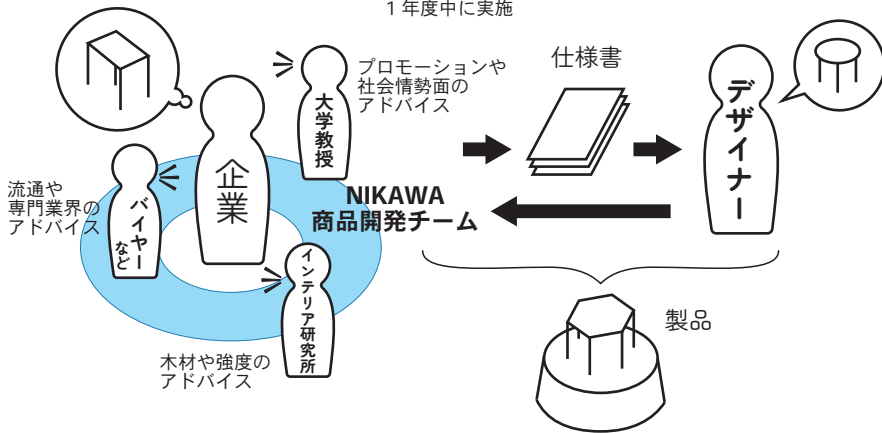 1年度中に実施
プロモーションや
社会情勢面の
アドバイス
大学教授
企業
流通や
専門業界の
アドバイス
バイヤー
など
インテリア研究所
木材や強度の
アドバイス
NIKAWA
商品開発チーム
仕様書
デザイナー
製品